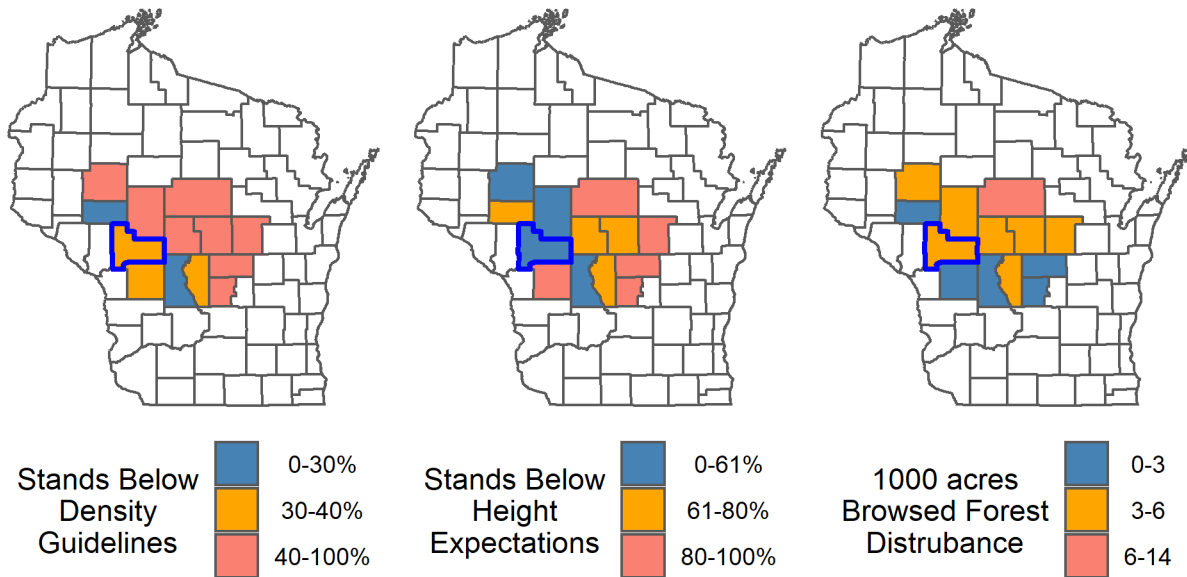 Stands Below
Density
Guidelines
0-30%
30-40%
40-100%
Stands Below
Height
Expectations
0-61%
61-80%
80-100%
1000 acres
Browsed Forest
Distrubance
0-3
3-6
6-14